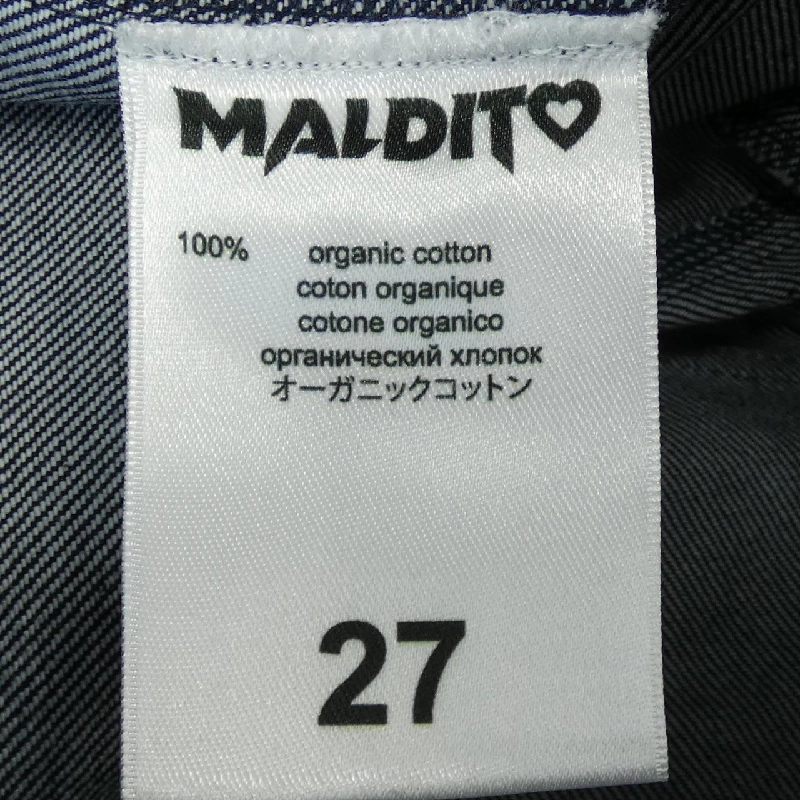 MALDITO
100% organic cotton
coton organique
cotone organico
органический хлопок
オーガニックコットン
27